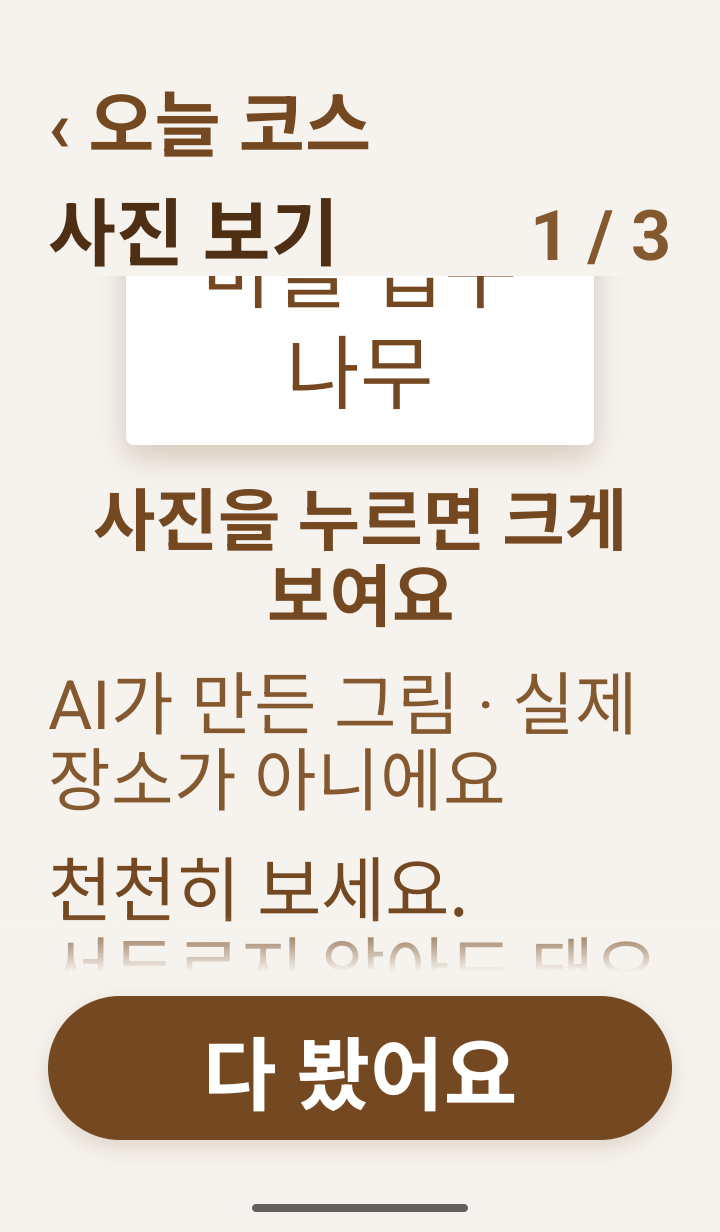 ‹ 오늘 코스
사진 보기 1 / 3
나무
사진을 누르면 크게
보여요
AI가 만든 그림 · 실제
장소가 아니에요
천천히 보세요.
다 봤어요